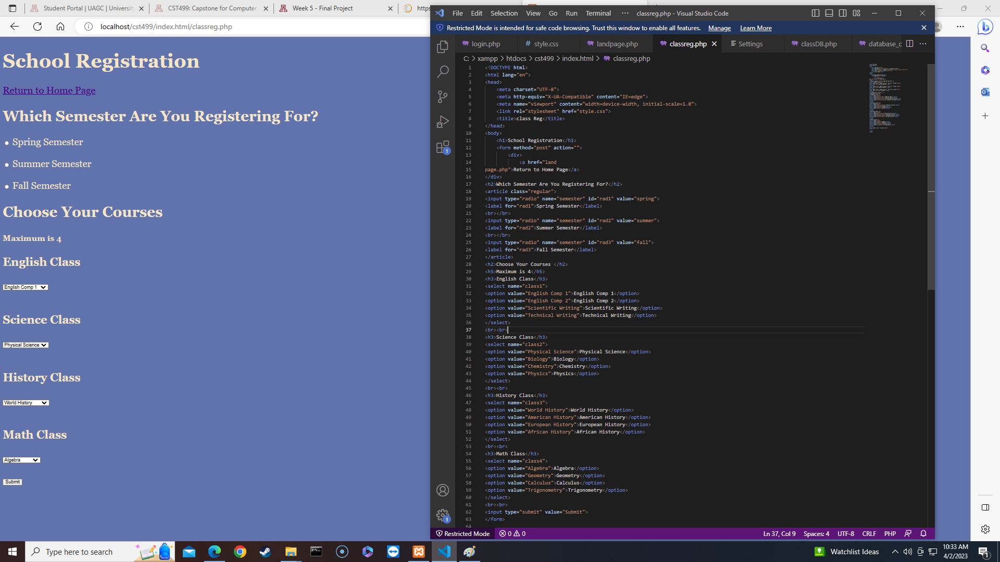 Student Portal | UAGC | University
CST499: Capstone for Computer
Week 5 - Final Project
https
localhost/cst499/index.html/classreg.php
School Registration
Return to Home Page
Which Semester Are You Registering For?
Spring Semester
Summer Semester
Fall Semester
Choose Your Courses
Maximum is 4
English Class
English Comp 1
Science Class
Physical Science
History Class
World History
Math Class
Algebra
Submit
File Edit Selection View Go Run Terminal ··· classreg.php - Visual Studio Code
Restricted Mode is intended for safe code browsing. Trust this window to enable all features. Manage Learn More
login.php # style.css landpage.php classreg.php Settings classDB.php database_c
C: > xampp > htdocs > cst499 > index.html > classreg.php
1 <!DOCTYPE html>
2 <html lang="en">
3 <head>
4 <meta charset="UTF-8">
5 <meta http-equiv="X-UA-Compatible" content="IE=edge">
6 <meta name="viewport" content="width=device-width, initial-scale=1.0">
7 <link rel="stylesheet" href="style.css">
8 <title>class Reg</title>
9 </head>
10 <body>
11 <h1>School Registration</h1>
12 <form method="post" action="">
13 <div>
14 <a href="land
15 page.php">Return to Home Page</a>
16 </div>
17 <h2>Which Semester Are You Registering For?</h2>
18 <article class="regular">
19 <input type="radio" name="semester" id="rad1" value="spring">
20 <label for="rad1">Spring Semester</label>
21 <br></br>
22 <input type="radio" name="semester" id="rad2" value="summer">
23 <label for="rad2">Summer Semester</label>
24 <br></br>
25 <input type="radio" name="semester" id="rad3" value="fall">
26 <label for="rad3">Fall Semester</label>
27 </article>
28 <h2>Choose Your Courses </h2>
29 <h5>Maximum is 4</h5>
30 <h3>English Class</h3>
31 <select name="class1">
32 <option value="English Comp 1">English Comp 1</option>
33 <option value="English Comp 2">English Comp 2</option>
34 <option value="Scientific Writing">Scientific Writing</option>
35 <option value="Technical Writing">Technical Writing</option>
36 </select>
37 <br><br>
38 <h3>Science Class</h3>
39 <select name="class2">
40 <option value="Physical Science">Physical Science</option>
41 <option value="Biology">Biology</option>
42 <option value="Chemistry">Chemistry</option>
43 <option value="Physics">Physics</option>
44 </select>
45 <br><br>
46 <h3>History Class</h3>
47 <select name="class3">
48 <option value="World History">World History</option>
49 <option value="American History">American History</option>
50 <option value="European History">European History</option>
51 <option value="African History">African History</option>
52 </select>
53 <br><br>
54 <h3>Math Class</h3>
55 <select name="class4">
56 <option value="Algebra">Algebra</option>
57 <option value="Geometry">Geometry</option>
58 <option value="Calculus">Calculus</option>
59 <option value="Trigonometry">Trigonometry</option>
60 </select>
61 <br><br>
62 <input type="submit" value="Submit">
63 </form>
64
1
1
Restricted Mode 0 0 Ln 37, Col 9 Spaces: 4 UTF-8 CRLF PHP
Type here to search
Watchlist Ideas
10:33 AM
4/2/2023
1